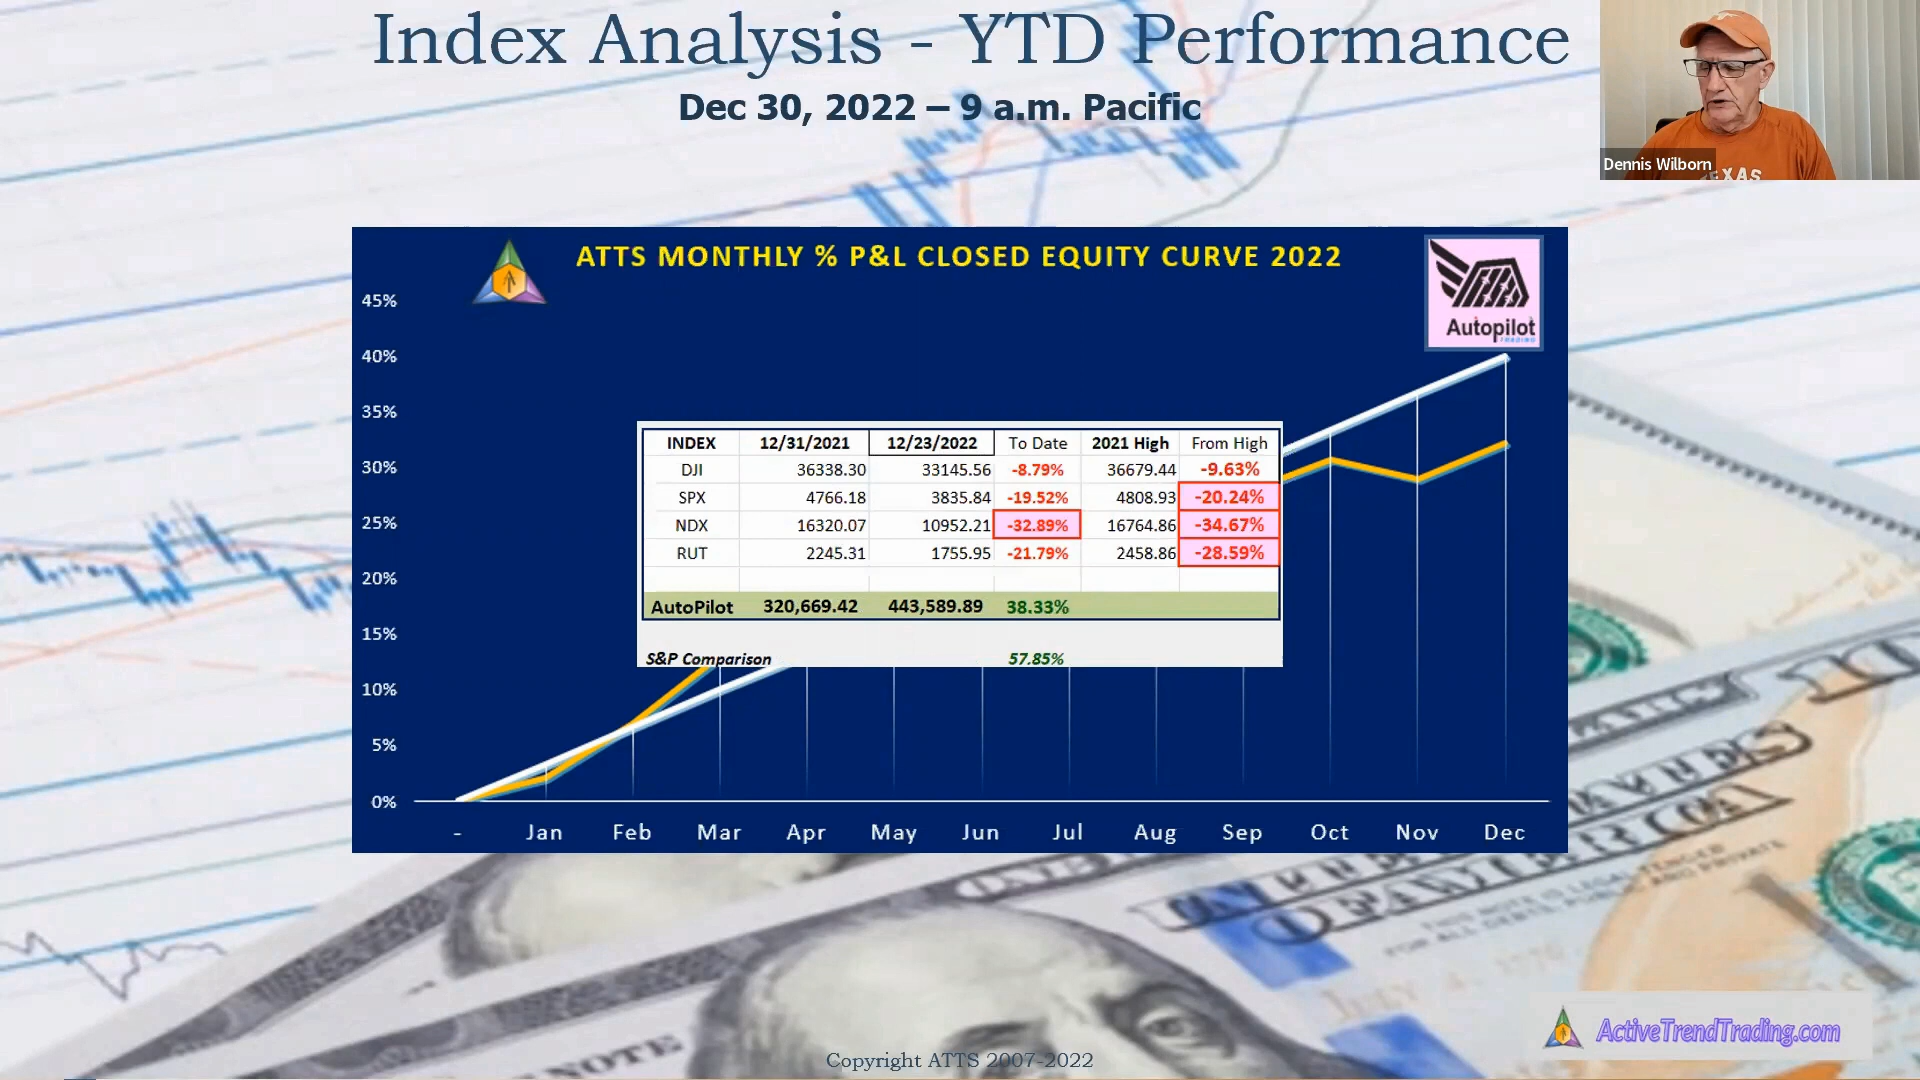 Index Analysis - YTD Performance
Dec 30, 2022 – 9 a.m. Pacific
Dennis Wilborn
EXAS
ATTS MONTHLY % P&L CLOSED EQUITY CURVE 2022
Autopilot
TRADING
45%
40%
35%
30%
25%
20%
15%
10%
5%
0%
INDEX 12/31/2021 12/23/2022 To Date 2021 High From High
DJI 36338.30 33145.56 -8.79% 36679.44 -9.63%
SPX 4766.18 3835.84 -19.52% 4808.93 -20.24%
NDX 16320.07 10952.21 -32.89% 16764.86 -34.67%
RUT 2245.31 1755.95 -21.79% 2458.86 -28.59%
AutoPilot 320,669.42 443,589.89 38.33%
S&P Comparison 57.85%
- Jan Feb Mar Apr May Jun Jul Aug Sep Oct Nov Dec
NOTE
ActiveTrendTrading.com
Copyright ATTS 2007-2022